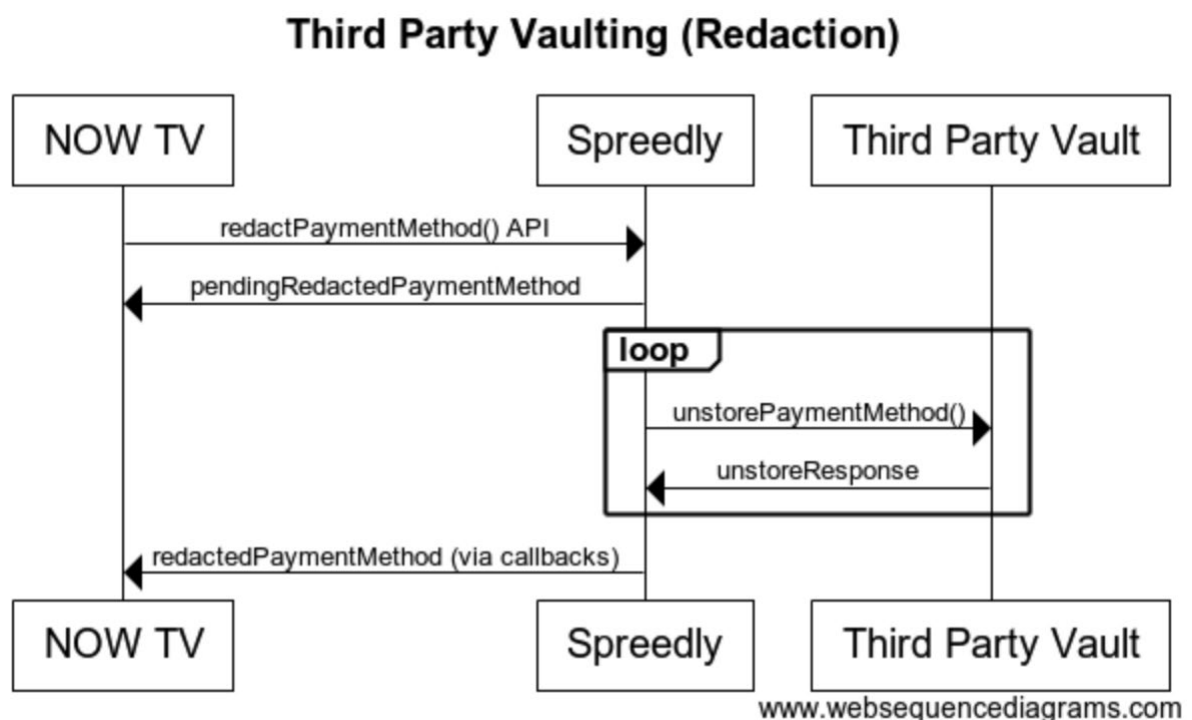 Third Party Vaulting (Redaction)
NOW TV
Spreedly
Third Party Vault
redactPaymentMethod() API
pendingRedactedPaymentMethod
loop
unstorePaymentMethod()
unstoreResponse
redactedPaymentMethod (via callbacks)
NOW TV
Spreedly
Third Party Vault
www.websequencediagrams.com